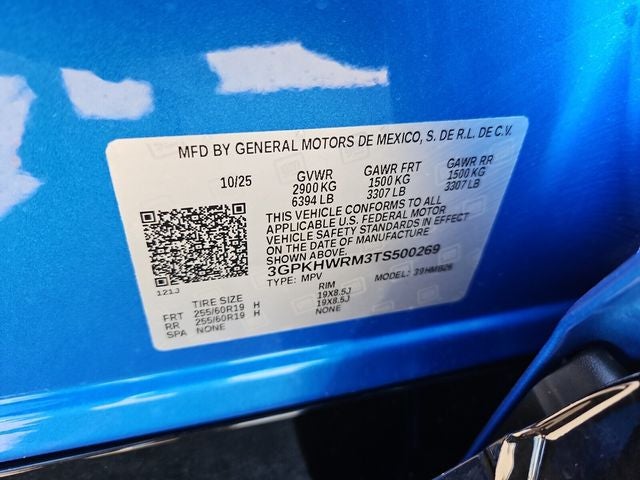 MFD BY GENERAL MOTORS DE MEXICO, S. DE R.L. DE C.V.
10/25 GVWR GAWR FRT GAWR RR
2900 KG 1500 KG 1500 KG
6394 LB 3307 LB 3307 LB
THIS VEHICLE CONFORMS TO ALL
APPLICABLE U.S. FEDERAL MOTOR
VEHICLE SAFETY STANDARDS IN EFFECT
ON THE DATE OF MANUFACTURE SHOWN ABOVE.
3GPKHWRM3TS500269
TYPE: MPV MODEL: 39HMB26
121J
TIRE SIZE RIM
FRT 255/60R19 H 19X8.5J
RR 255/60R19 H 19X8.5J
SPA NONE NONE